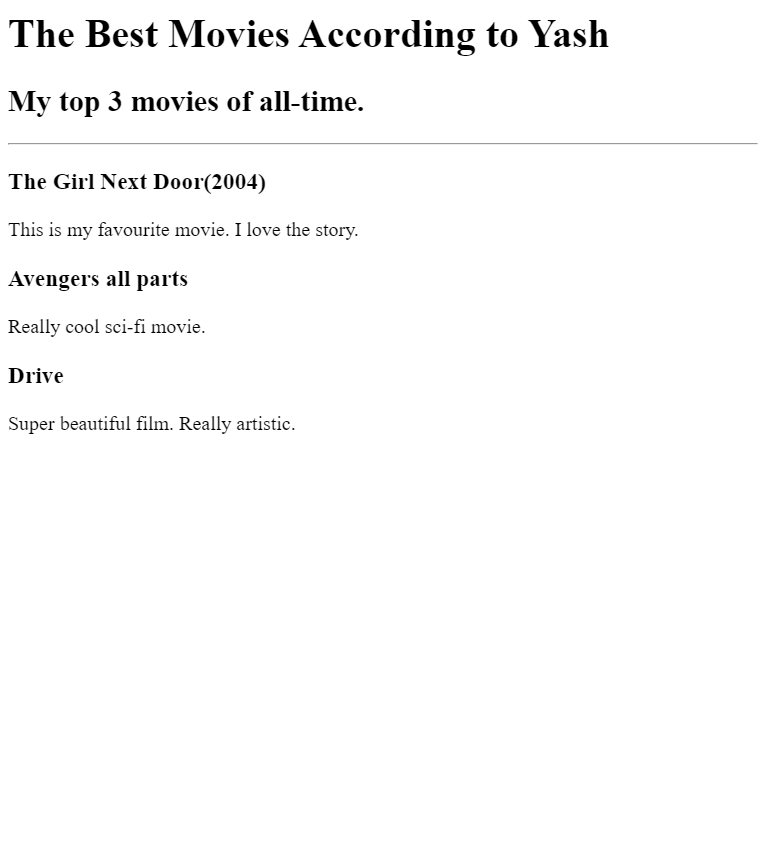 The Best Movies According to Yash
My top 3 movies of all-time.
The Girl Next Door(2004)
This is my favourite movie. I love the story.
Avengers all parts
Really cool sci-fi movie.
Drive
Super beautiful film. Really artistic.